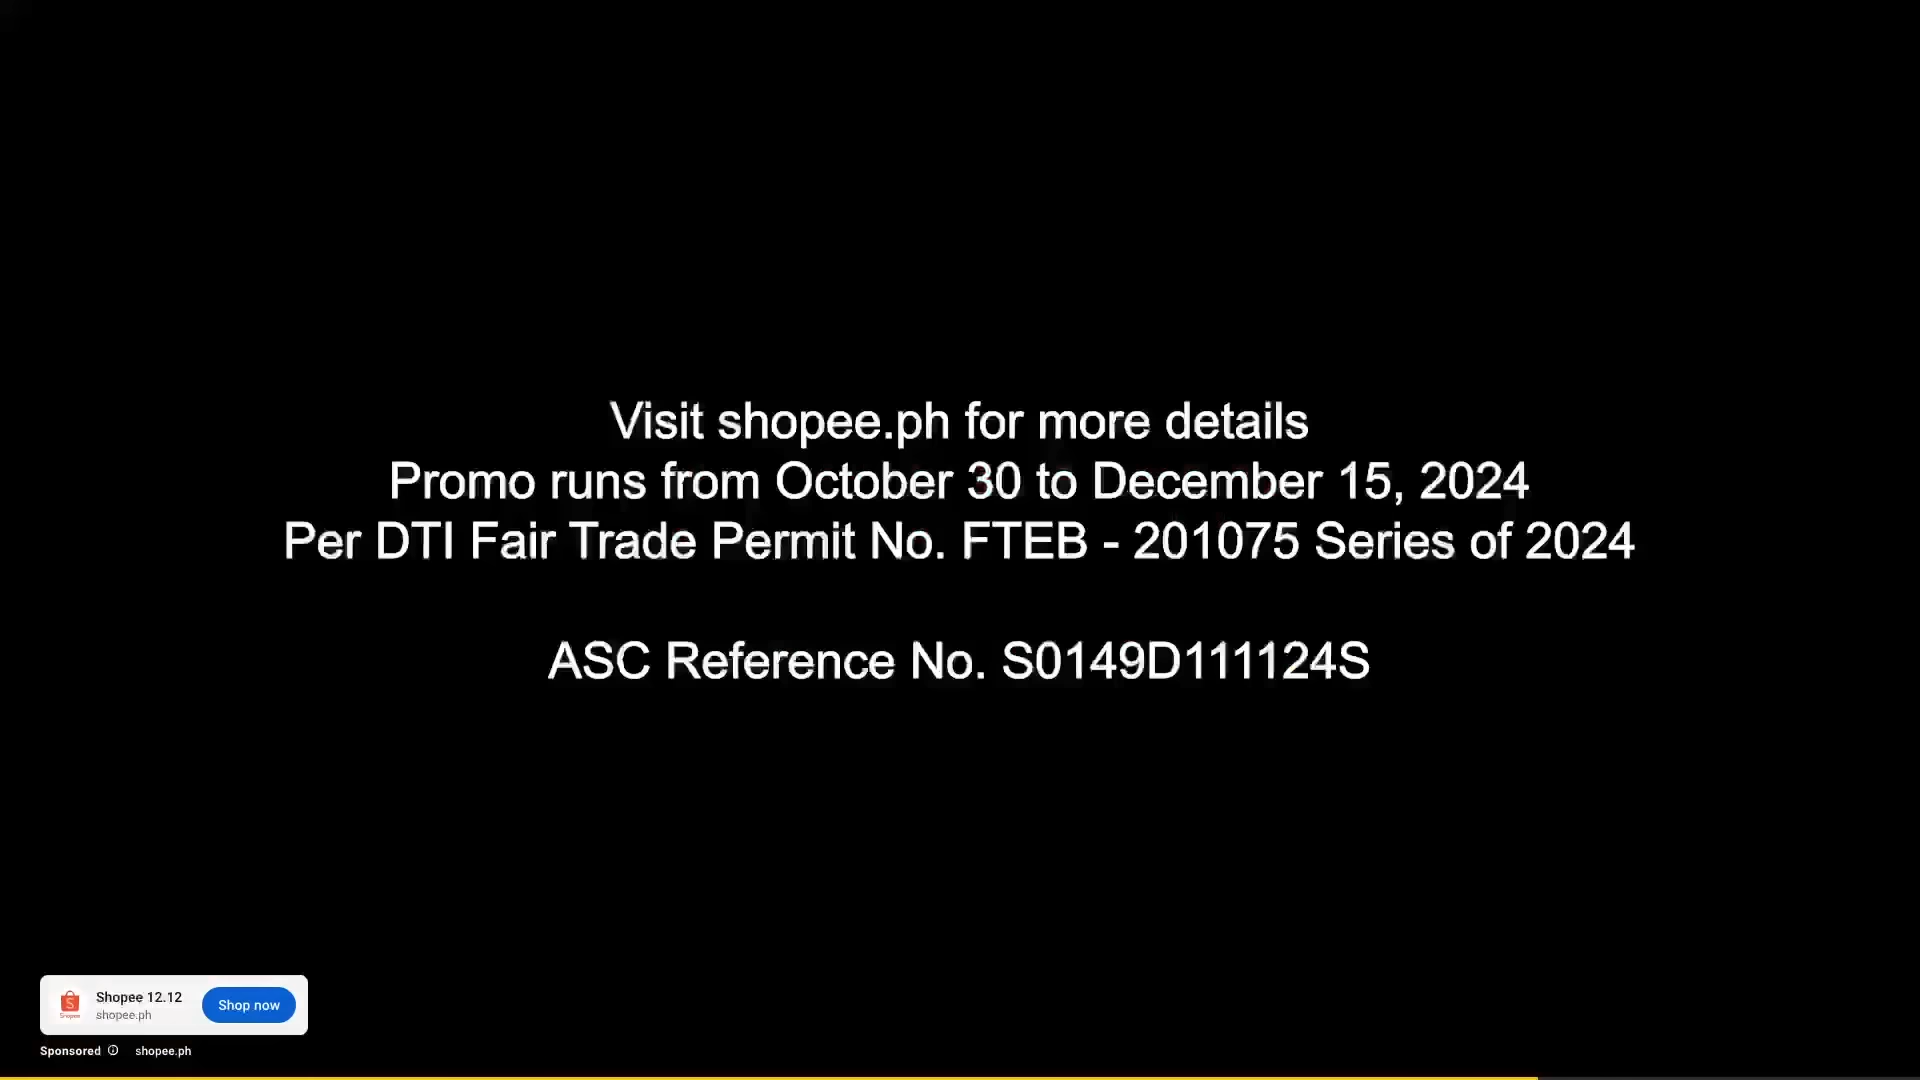 Visit shopee.ph for more details
Promo runs from October 30 to December 15, 2024
Per DTI Fair Trade Permit No. FTEB - 201075 Series of 2024
ASC Reference No. S0149D111124S
Shopee
Shopee 12.12
shopee.ph
Shop now
Sponsored
shopee.ph